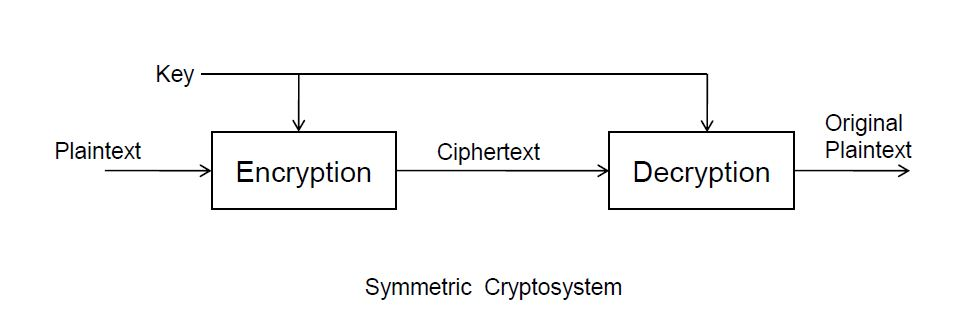 Key
Plaintext
Encryption
Ciphertext
Decryption
Original
Plaintext
Symmetric Cryptosystem